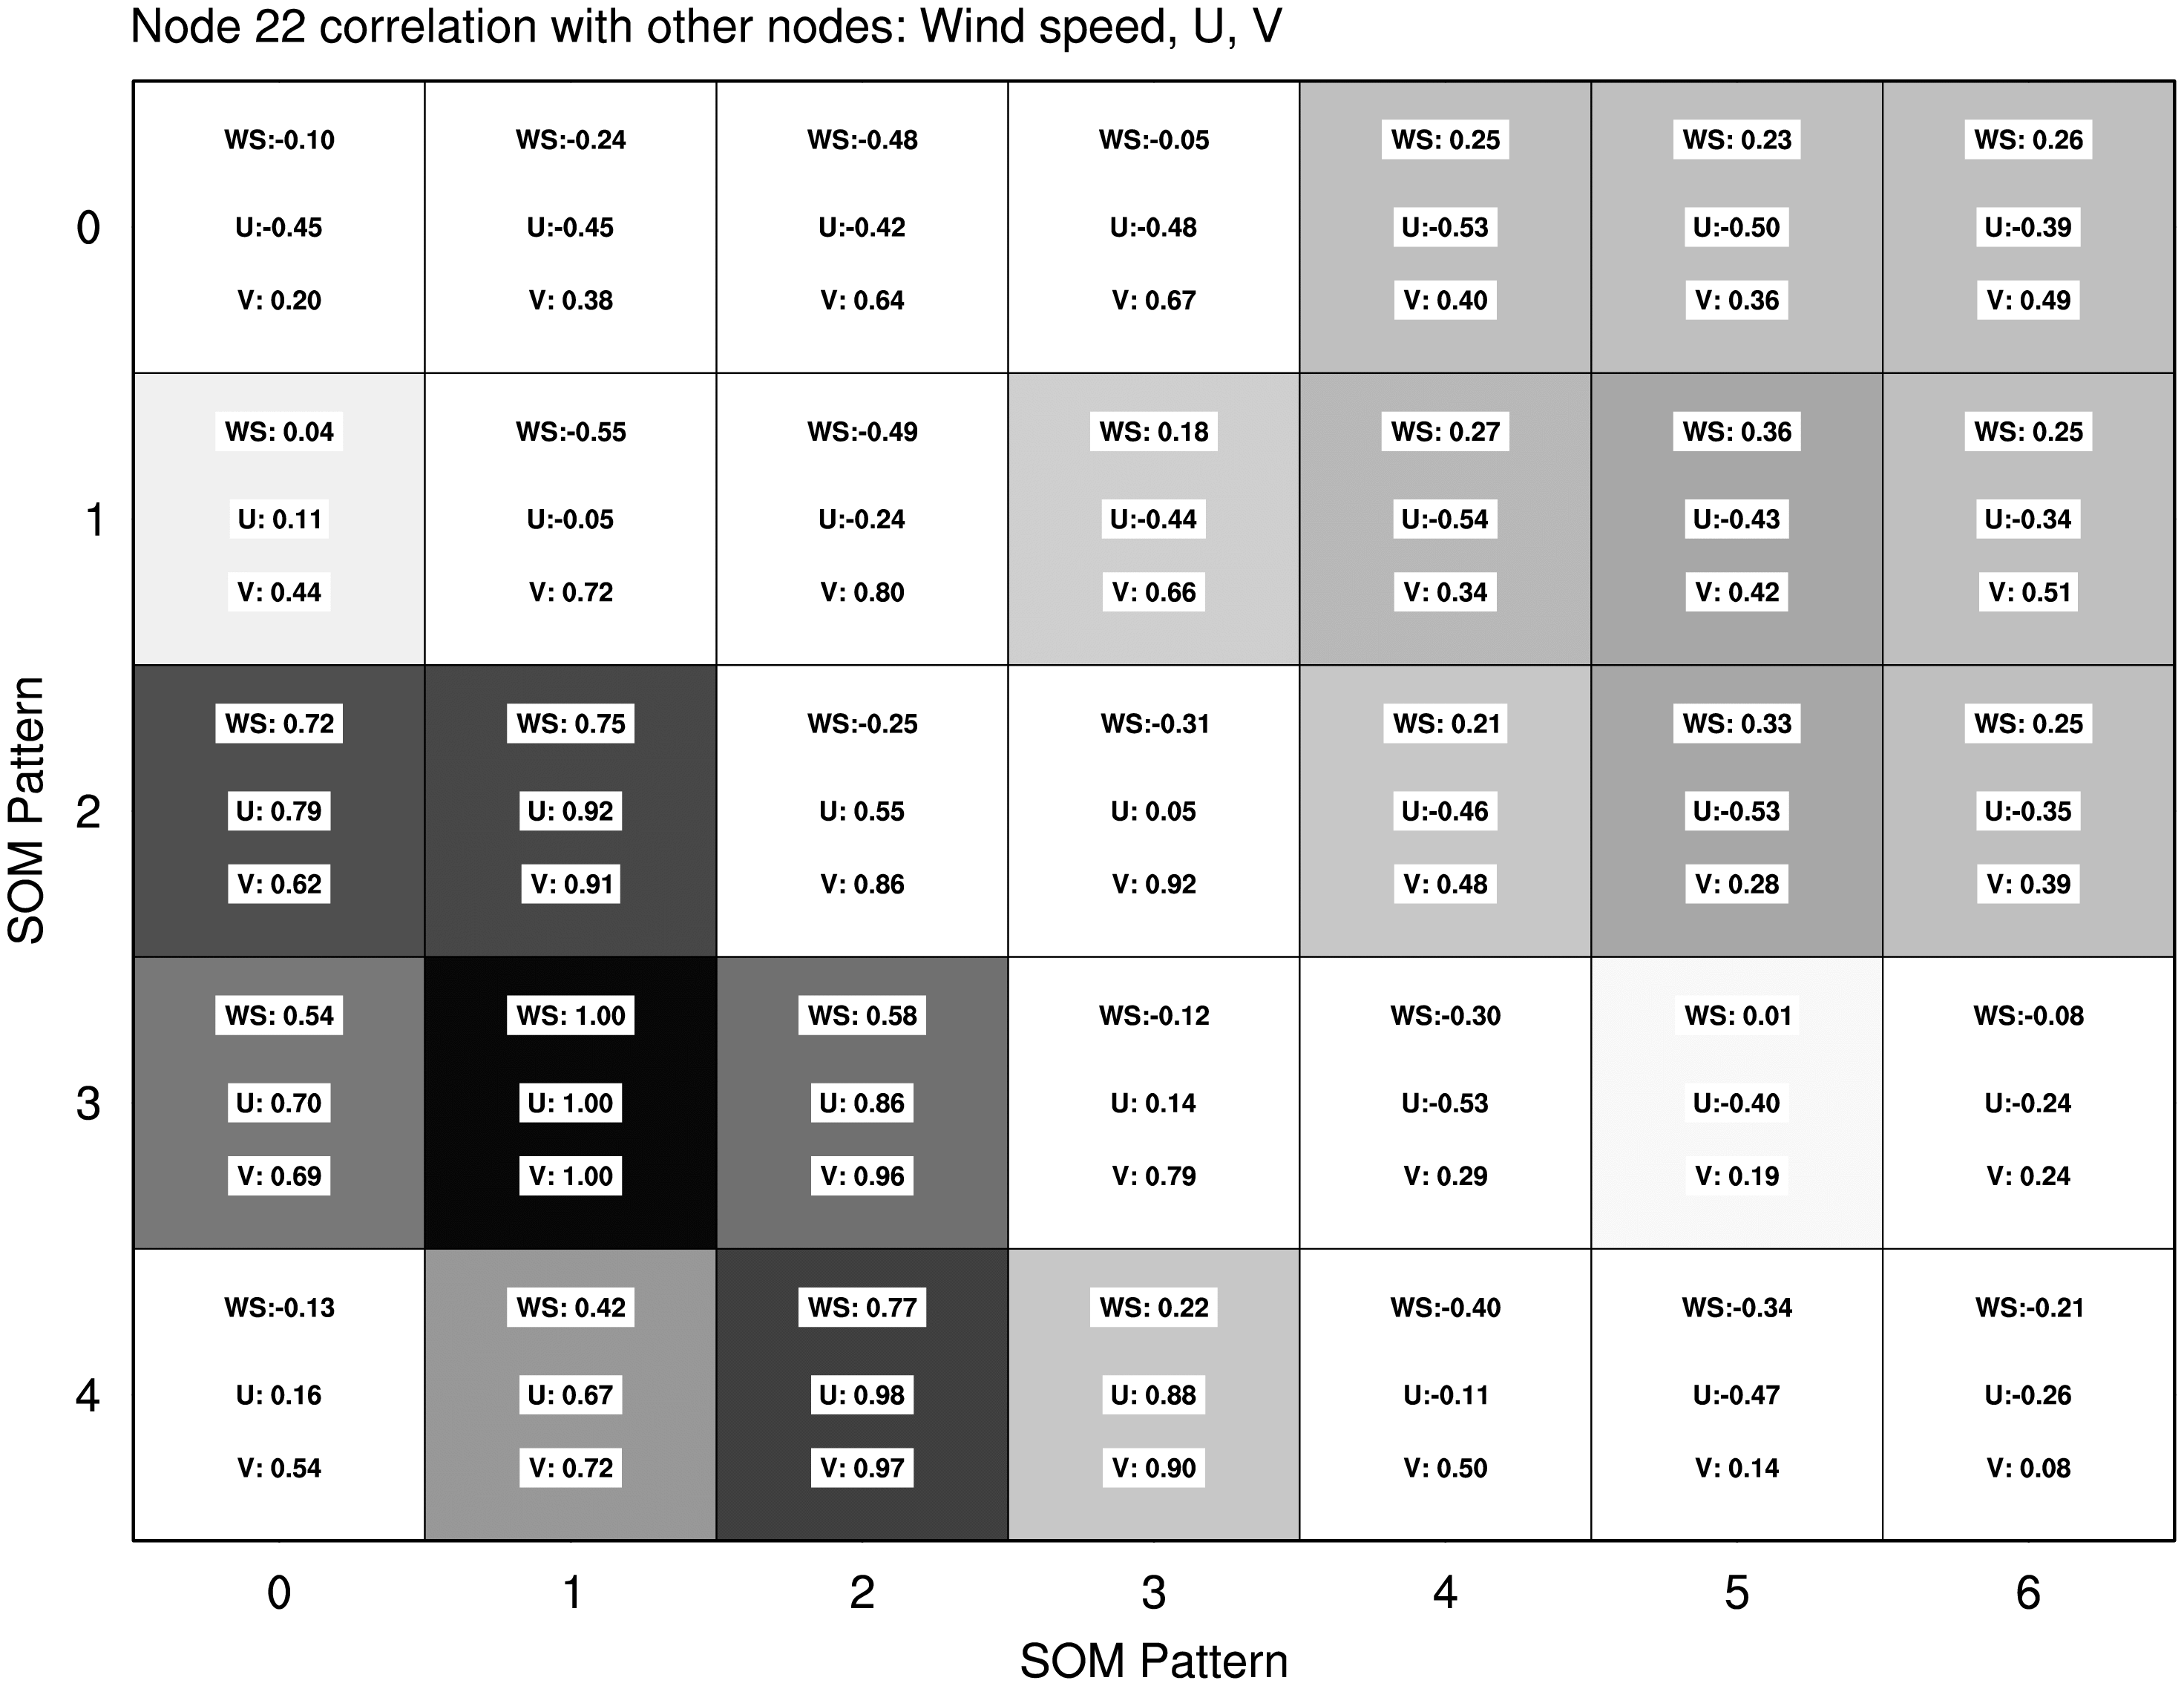 Node 22 correlation with other nodes: Wind speed, U, V
WS:-0.10 WS:-0.24 WS:-0.48 WS:-0.05 WS: 0.25 WS: 0.23 WS: 0.26
0 U:-0.45 U:-0.45 U:-0.42 U:-0.48 U:-0.53 U:-0.50 U:-0.39
V: 0.20 V: 0.38 V: 0.64 V: 0.67 V: 0.40 V: 0.36 V: 0.49
WS: 0.04 WS:-0.55 WS:-0.49 WS: 0.18 WS: 0.27 WS: 0.36 WS: 0.25
1 U: 0.11 U:-0.05 U:-0.24 U:-0.44 U:-0.54 U:-0.43 U:-0.34
V: 0.44 V: 0.72 V: 0.80 V: 0.66 V: 0.34 V: 0.42 V: 0.51
SOM Pattern
WS: 0.72 WS: 0.75 WS:-0.25 WS:-0.31 WS: 0.21 WS: 0.33 WS: 0.25
2 U: 0.79 U: 0.92 U: 0.55 U: 0.05 U:-0.46 U:-0.53 U:-0.35
V: 0.62 V: 0.91 V: 0.86 V: 0.92 V: 0.48 V: 0.28 V: 0.39
WS: 0.54 WS: 1.00 WS: 0.58 WS:-0.12 WS:-0.30 WS: 0.01 WS:-0.08
3 U: 0.70 U: 1.00 U: 0.86 U: 0.14 U:-0.53 U:-0.40 U:-0.24
V: 0.69 V: 1.00 V: 0.96 V: 0.79 V: 0.29 V: 0.19 V: 0.24
WS:-0.13 WS: 0.42 WS: 0.77 WS: 0.22 WS:-0.40 WS:-0.34 WS:-0.21
4 U: 0.16 U: 0.67 U: 0.98 U: 0.88 U:-0.11 U:-0.47 U:-0.26
V: 0.54 V: 0.72 V: 0.97 V: 0.90 V: 0.50 V: 0.14 V: 0.08
0 1 2 3 4 5 6
SOM Pattern